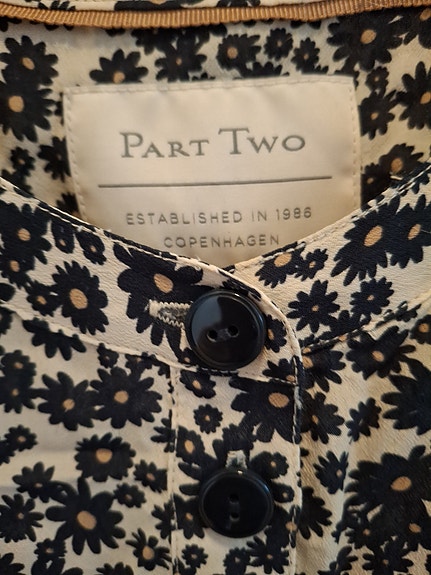 PART TWO
ESTABLISHED IN 1986
COPENHAGEN